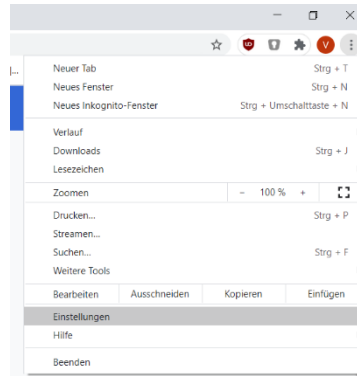 V
Neuer Tab Strg + T
Neues Fenster Strg + N
Neues Inkognito-Fenster Strg + Umschalttaste + N
Verlauf
Downloads Strg + J
Lesezeichen
Zoomen - 100 % +
Drucken... Strg + P
Streamen...
Suchen... Strg + F
Weitere Tools
Bearbeiten Ausschneiden Kopieren Einfügen
Einstellungen
Hilfe
Beenden